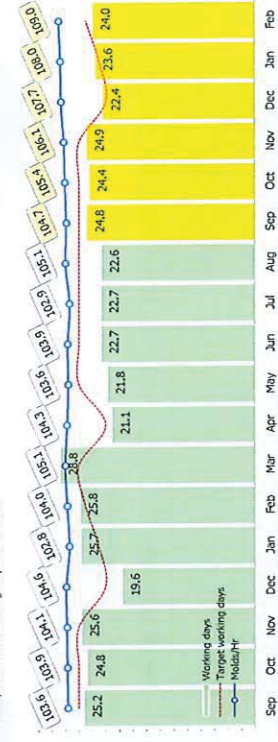 103.6 103.9 104.1 104.6 102.8 104.0 105.1 104.3 103.6 103.9 102.9 105.1 104.7 105.4 106.1 107.7 108.0 109.0
25.2 24.8 25.6 19.6 25.7 25.8 28.8 21.1 21.8 22.7 22.7 22.6 24.8 24.4 24.9 22.4 23.6 24.0
Working days
Target working days
Molds/Hr
Sep Oct Nov Dec Jan Feb Mar Apr May Jun Jul Aug Sep Oct Nov Dec Jan Feb